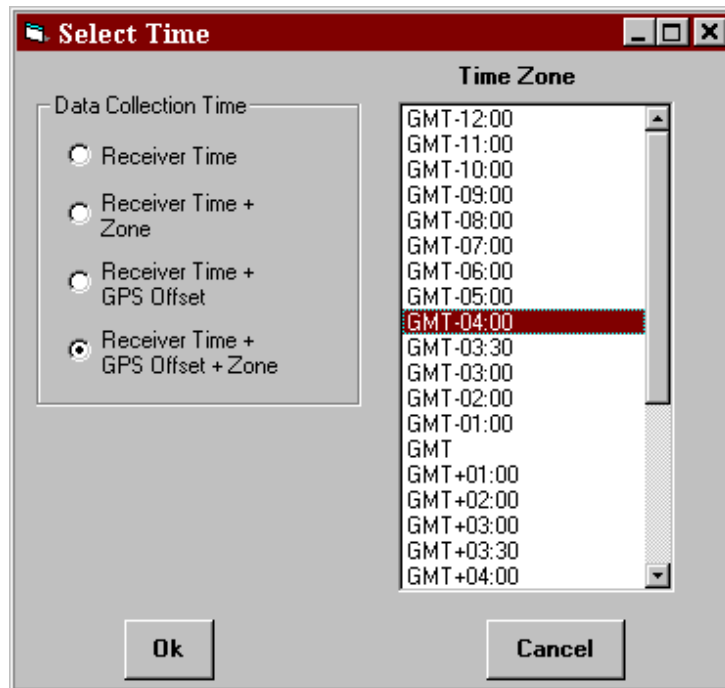 Select Time
Time Zone
Data Collection Time
Receiver Time
Receiver Time +
Zone
Receiver Time +
GPS Offset
Receiver Time +
GPS Offset + Zone
GMT-12:00
GMT-11:00
GMT-10:00
GMT-09:00
GMT-08:00
GMT-07:00
GMT-06:00
GMT-05:00
GMT-04:00
GMT-03:30
GMT-03:00
GMT-02:00
GMT-01:00
GMT
GMT+01:00
GMT+02:00
GMT+03:00
GMT+03:30
GMT+04:00
Ok
Cancel